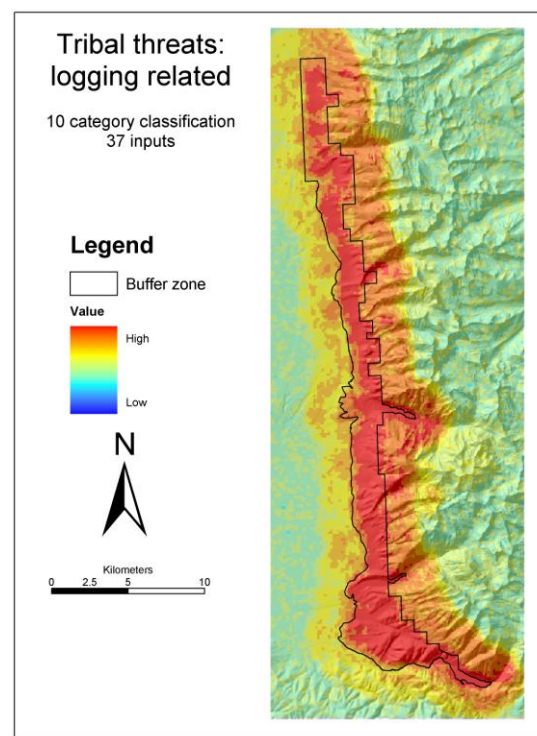 Tribal threats:
logging related
10 category classification
37 inputs
Legend
Buffer zone
Value
High
Low
N
Kilometers
0 2.5 5 10